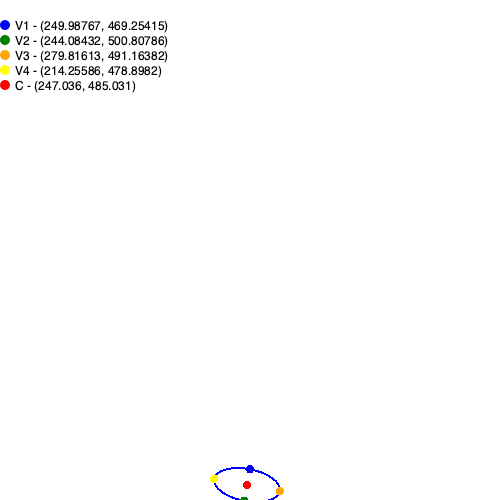 V1 - (249.98767, 469.25415)
V2 - (244.08432, 500.80786)
V3 - (279.81613, 491.16382)
V4 - (214.25586, 478.8982)
C - (247.036, 485.031)